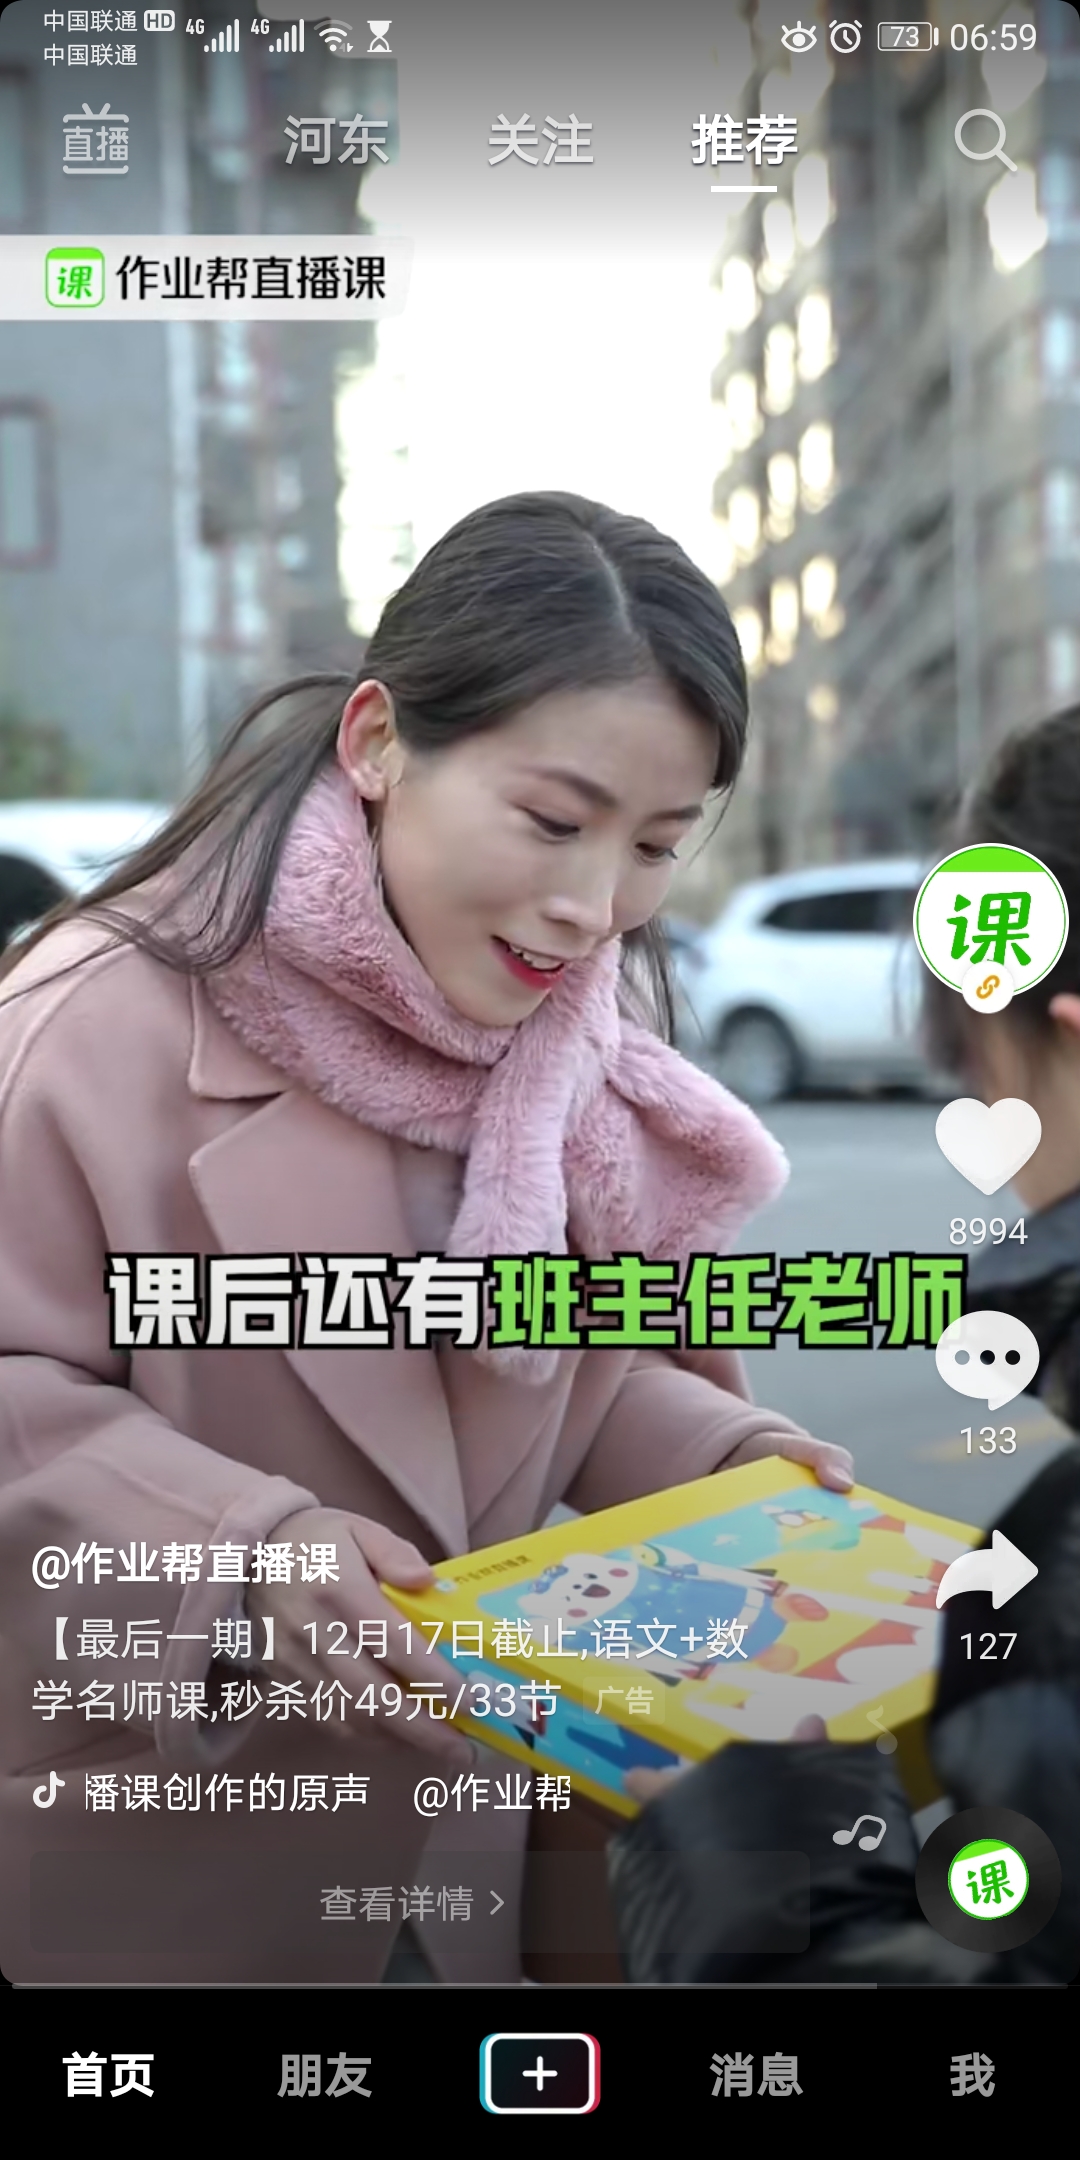 中国联通 HD 4G 4G 73 06:59
中国联通
直播 河东 关注 推荐
课 作业帮直播课
课
8994
课后还有班主任老师
133
@作业帮直播课
【最后一期】12月17日截止,语文+数
127
学名师课,秒杀价49元/33节 广告
播课创作的原声 @作业帮
课
查看详情 >
首页 朋友 + 消息 我